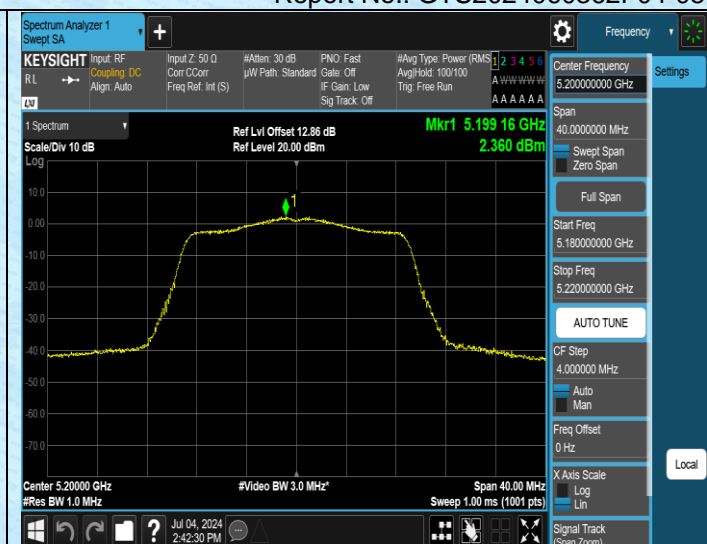 Spectrum Analyzer 1
Swept SA
Frequency
KEYSIGHT
RL
LXI
Input: RF
Coupling: DC
Align: Auto
Input Z: 50 Ω
Corr CCorr
Freq Ref: Int (S)
#Atten: 30 dB
µW Path: Standard
PNO: Fast
Gate: Off
IF Gain: Low
Sig Track: Off
#Avg Type: Power (RMS
Avg|Hold: 100/100
Trig: Free Run
1 2 3 4 5 6
A W W W W W
A A A A A A
Center Frequency
5.200000000 GHz
Settings
Span
40.0000000 MHz
Swept Span
Zero Span
Full Span
Start Freq
5.180000000 GHz
Stop Freq
5.220000000 GHz
AUTO TUNE
CF Step
4.000000 MHz
Auto
Man
Freq Offset
0 Hz
X Axis Scale
Log
Lin
Local
Signal Track
(Span Zoom)
1 Spectrum
Scale/Div 10 dB
Ref Lvl Offset 12.86 dB
Ref Level 20.00 dBm
Mkr1 5.199 16 GHz
2.360 dBm
Log
1
10.0
0.00
-10.0
-20.0
-30.0
-40.0
-50.0
-60.0
-70.0
Center 5.20000 GHz
#Res BW 1.0 MHz
#Video BW 3.0 MHz*
Span 40.00 MHz
Sweep 1.00 ms (1001 pts)
?
Jul 04, 2024
2:42:30 PM